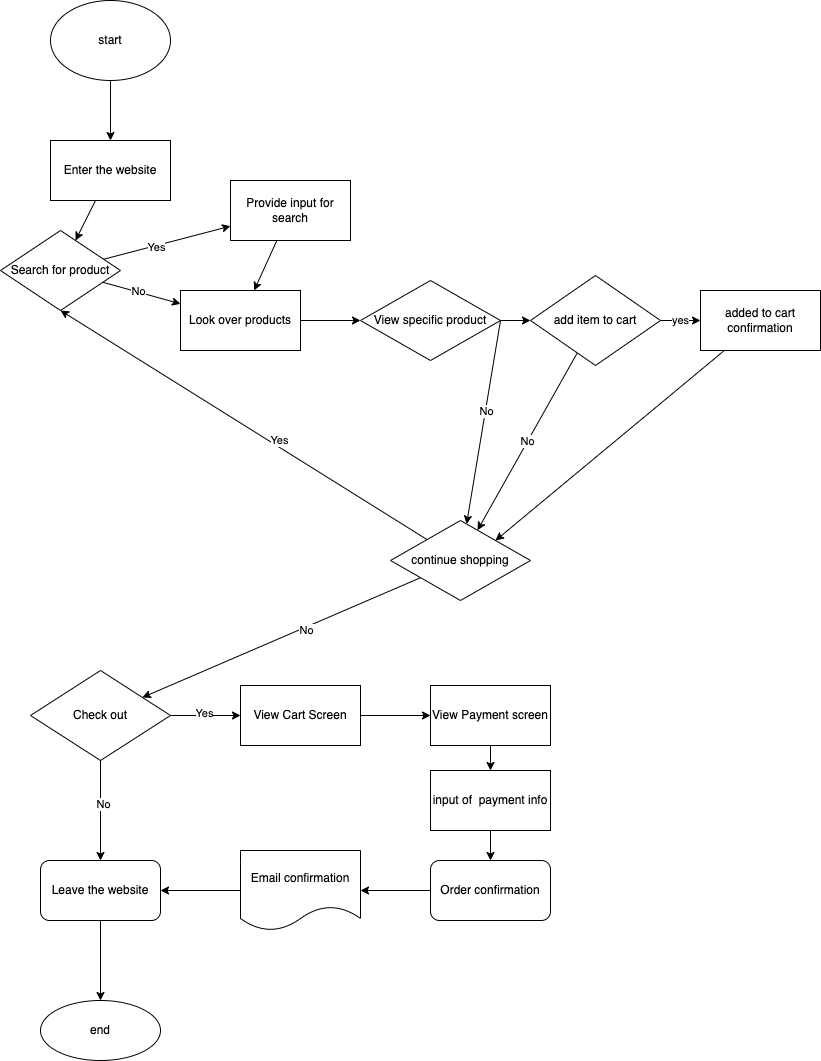 start
Enter the website
Provide input for
search
Yes
Search for product
No
Look over products
View specific product
add item to cart
yes
added to cart
confirmation
No
No
Yes
continue shopping
No
Check out
Yes
View Cart Screen
View Payment screen
No
input of  payment info
Email confirmation
Leave the website
Order confirmation
end